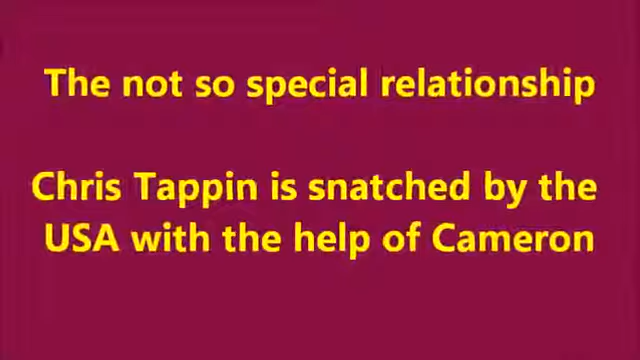 The not so special relationship
Chris Tappin is snatched by the
USA with the help of Cameron